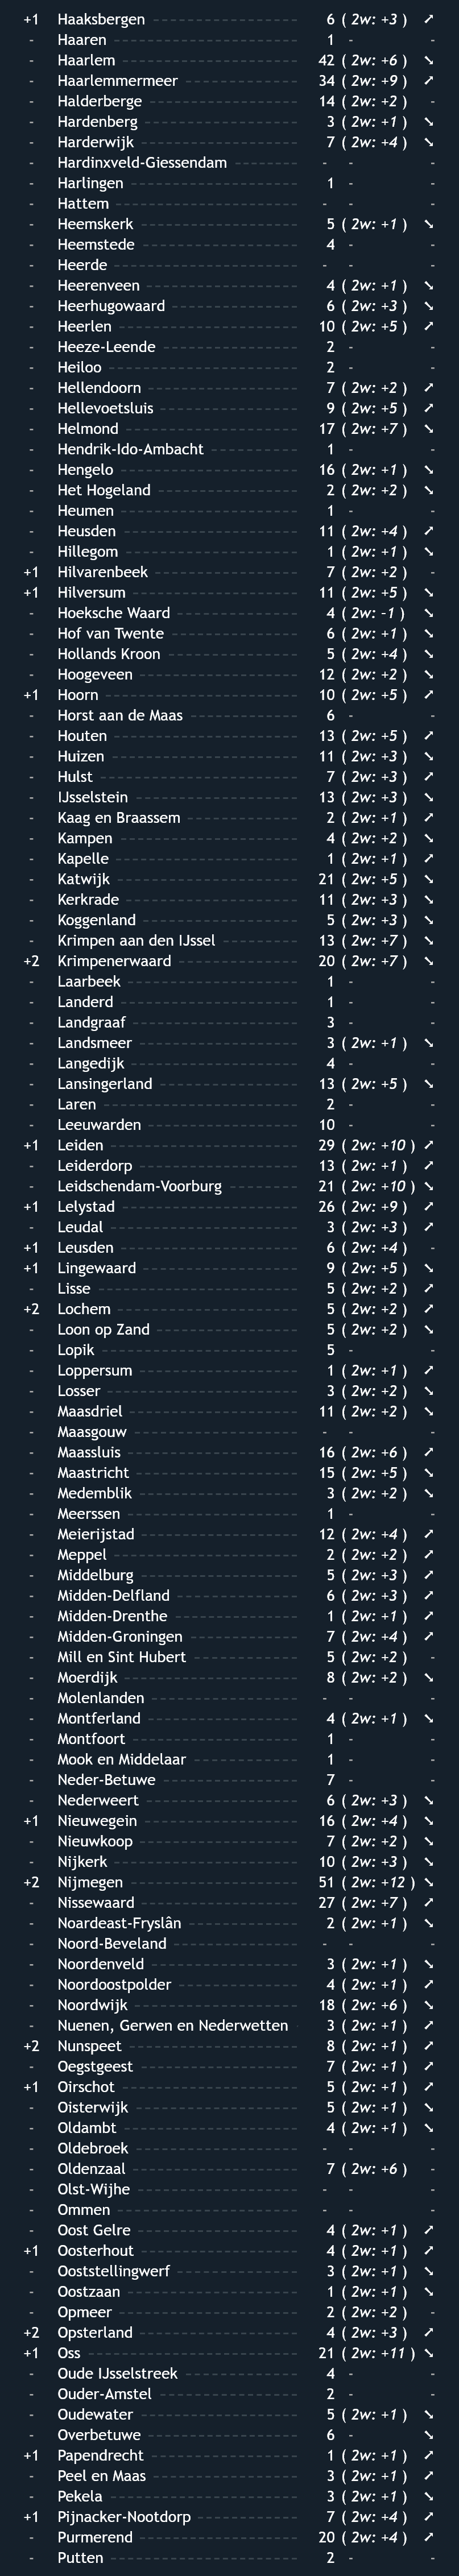 +1 Haaksbergen 6 ( 2w: +3 ) ➚
- Haaren 1 - -
- Haarlem 42 ( 2w: +6 ) ➘
- Haarlemmermeer 34 ( 2w: +9 ) ➚
- Halderberge 14 ( 2w: +2 ) -
- Hardenberg 3 ( 2w: +1 ) ➘
- Harderwijk 7 ( 2w: +4 ) ➘
- Hardinxveld-Giessendam - - -
- Harlingen 1 - -
- Hattem - - -
- Heemskerk 5 ( 2w: +1 ) ➘
- Heemstede 4 - -
- Heerde - - -
- Heerenveen 4 ( 2w: +1 ) ➘
- Heerhugowaard 6 ( 2w: +3 ) ➘
- Heerlen 10 ( 2w: +5 ) ➚
- Heeze-Leende 2 - -
- Heiloo 2 - -
- Hellendoorn 7 ( 2w: +2 ) ➚
- Hellevoetsluis 9 ( 2w: +5 ) ➚
- Helmond 17 ( 2w: +7 ) ➘
- Hendrik-Ido-Ambacht 1 - -
- Hengelo 16 ( 2w: +1 ) ➘
- Het Hogeland 2 ( 2w: +2 ) ➘
- Heumen 1 - -
- Heusden 11 ( 2w: +4 ) ➚
- Hillegom 1 ( 2w: +1 ) ➘
+1 Hilvarenbeek 7 ( 2w: +2 ) -
+1 Hilversum 11 ( 2w: +5 ) ➘
- Hoeksche Waard 4 ( 2w: -1 ) ➘
- Hof van Twente 6 ( 2w: +1 ) ➘
- Hollands Kroon 5 ( 2w: +4 ) ➘
- Hoogeveen 12 ( 2w: +2 ) ➘
+1 Hoorn 10 ( 2w: +5 ) ➚
- Horst aan de Maas 6 - -
- Houten 13 ( 2w: +5 ) ➚
- Huizen 11 ( 2w: +3 ) ➘
- Hulst 7 ( 2w: +3 ) ➚
- IJsselstein 13 ( 2w: +3 ) ➘
- Kaag en Braassem 2 ( 2w: +1 ) ➚
- Kampen 4 ( 2w: +2 ) ➘
- Kapelle 1 ( 2w: +1 ) ➚
- Katwijk 21 ( 2w: +5 ) ➘
- Kerkrade 11 ( 2w: +3 ) ➘
- Koggenland 5 ( 2w: +3 ) ➘
- Krimpen aan den IJssel 13 ( 2w: +7 ) ➘
+2 Krimpenerwaard 20 ( 2w: +7 ) ➘
- Laarbeek 1 - -
- Landerd 1 - -
- Landgraaf 3 - -
- Landsmeer 3 ( 2w: +1 ) ➘
- Langedijk 4 - -
- Lansingerland 13 ( 2w: +5 ) ➘
- Laren 2 - -
- Leeuwarden 10 - -
+1 Leiden 29 ( 2w: +10 ) ➚
- Leiderdorp 13 ( 2w: +1 ) ➚
- Leidschendam-Voorburg 21 ( 2w: +10 ) ➘
+1 Lelystad 26 ( 2w: +9 ) ➚
- Leudal 3 ( 2w: +3 ) ➚
+1 Leusden 6 ( 2w: +4 ) -
+1 Lingewaard 9 ( 2w: +5 ) ➘
- Lisse 5 ( 2w: +2 ) ➚
+2 Lochem 5 ( 2w: +2 ) ➚
- Loon op Zand 5 ( 2w: +2 ) ➘
- Lopik 5 - -
- Loppersum 1 ( 2w: +1 ) ➚
- Losser 3 ( 2w: +2 ) ➘
- Maasdriel 11 ( 2w: +2 ) ➘
- Maasgouw - - -
- Maassluis 16 ( 2w: +6 ) ➚
- Maastricht 15 ( 2w: +5 ) ➘
- Medemblik 3 ( 2w: +2 ) ➘
- Meerssen 1 - -
- Meierijstad 12 ( 2w: +4 ) ➚
- Meppel 2 ( 2w: +2 ) ➚
- Middelburg 5 ( 2w: +3 ) ➚
- Midden-Delfland 6 ( 2w: +3 ) ➚
- Midden-Drenthe 1 ( 2w: +1 ) ➚
- Midden-Groningen 7 ( 2w: +4 ) ➚
- Mill en Sint Hubert 5 ( 2w: +2 ) -
- Moerdijk 8 ( 2w: +2 ) ➘
- Molenlanden - - -
- Montferland 4 ( 2w: +1 ) ➘
- Montfoort 1 - -
- Mook en Middelaar 1 - -
- Neder-Betuwe 7 - -
- Nederweert 6 ( 2w: +3 ) ➘
+1 Nieuwegein 16 ( 2w: +4 ) ➘
- Nieuwkoop 7 ( 2w: +2 ) ➘
- Nijkerk 10 ( 2w: +3 ) ➘
+2 Nijmegen 51 ( 2w: +12 ) ➘
- Nissewaard 27 ( 2w: +7 ) ➚
- Noardeast-Fryslân 2 ( 2w: +1 ) ➘
- Noord-Beveland - - -
- Noordenveld 3 ( 2w: +1 ) ➘
- Noordoostpolder 4 ( 2w: +1 ) ➚
- Noordwijk 18 ( 2w: +6 ) ➘
- Nuenen, Gerwen en Nederwetten 3 ( 2w: +1 ) ➚
+2 Nunspeet 8 ( 2w: +1 ) ➚
- Oegstgeest 7 ( 2w: +1 ) ➚
+1 Oirschot 5 ( 2w: +1 ) ➚
- Oisterwijk 5 ( 2w: +1 ) ➘
- Oldambt 4 ( 2w: +1 ) ➘
- Oldebroek - - -
- Oldenzaal 7 ( 2w: +6 ) -
- Olst-Wijhe - - -
- Ommen - - -
- Oost Gelre 4 ( 2w: +1 ) ➚
+1 Oosterhout 4 ( 2w: +1 ) ➚
- Ooststellingwerf 3 ( 2w: +1 ) ➘
- Oostzaan 1 ( 2w: +1 ) ➘
- Opmeer 2 ( 2w: +2 ) -
+2 Opsterland 4 ( 2w: +3 ) ➚
+1 Oss 21 ( 2w: +11 ) ➘
- Oude IJsselstreek 4 - -
- Ouder-Amstel 2 - -
- Oudewater 5 ( 2w: +1 ) ➘
- Overbetuwe 6 - ➘
+1 Papendrecht 1 ( 2w: +1 ) ➚
- Peel en Maas 3 ( 2w: +1 ) ➚
- Pekela 3 ( 2w: +1 ) ➘
+1 Pijnacker-Nootdorp 7 ( 2w: +4 ) ➚
- Purmerend 20 ( 2w: +4 ) ➚
- Putten 2 - -